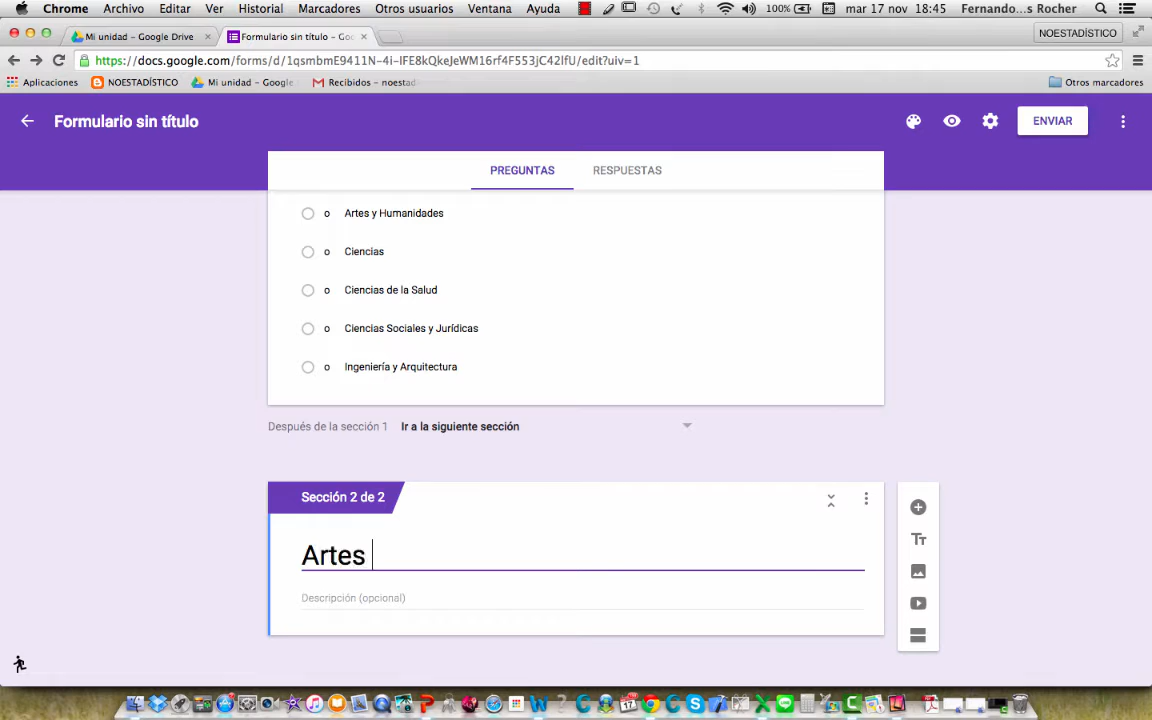 Chrome Archivo Editar Ver Historial Marcadores Otros usuarios Ventana Ayuda 100% mar 17 nov 18:45 Fernando...s Rocher
Mi unidad – Google Drive × Formulario sin título – Goo × NOESTADÍSTICO
https://docs.google.com/forms/d/1qsmbmE9411N-4i-IFE8kQkeJeWM16rf4F553jC42lfU/edit?uiv=1
Aplicaciones NOESTADÍSTICO Mi unidad – Google Recibidos – noestad Otros marcadores
Formulario sin título ENVIAR
PREGUNTAS RESPUESTAS
o Artes y Humanidades
o Ciencias
o Ciencias de la Salud
o Ciencias Sociales y Jurídicas
o Ingeniería y Arquitectura
Después de la sección 1 Ir a la siguiente sección
Sección 2 de 2
Artes
Descripción (opcional)